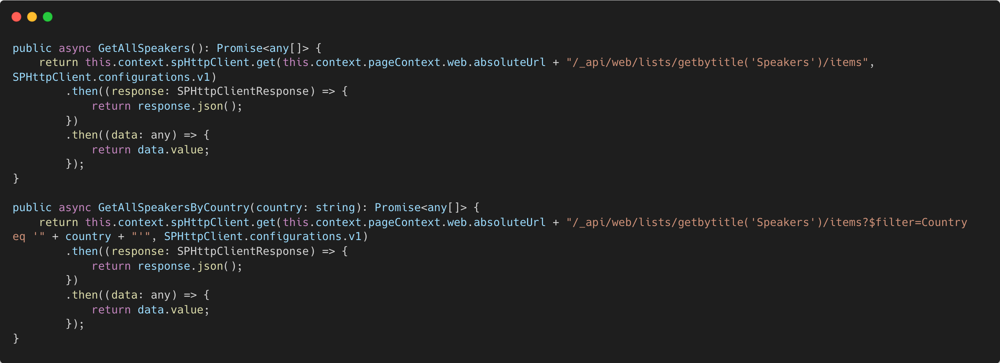 public async GetAllSpeakers(): Promise<any[]> {
    return this.context.spHttpClient.get(this.context.pageContext.web.absoluteUrl + "/_api/web/lists/getbytitle('Speakers')/items",
SPHttpClient.configurations.v1)
        .then((response: SPHttpClientResponse) => {
            return response.json();
        })
        .then((data: any) => {
            return data.value;
        });
}

public async GetAllSpeakersByCountry(country: string): Promise<any[]> {
    return this.context.spHttpClient.get(this.context.pageContext.web.absoluteUrl + "/_api/web/lists/getbytitle('Speakers')/items?$filter=Country
eq '" + country + "'", SPHttpClient.configurations.v1)
        .then((response: SPHttpClientResponse) => {
            return response.json();
        })
        .then((data: any) => {
            return data.value;
        });
}